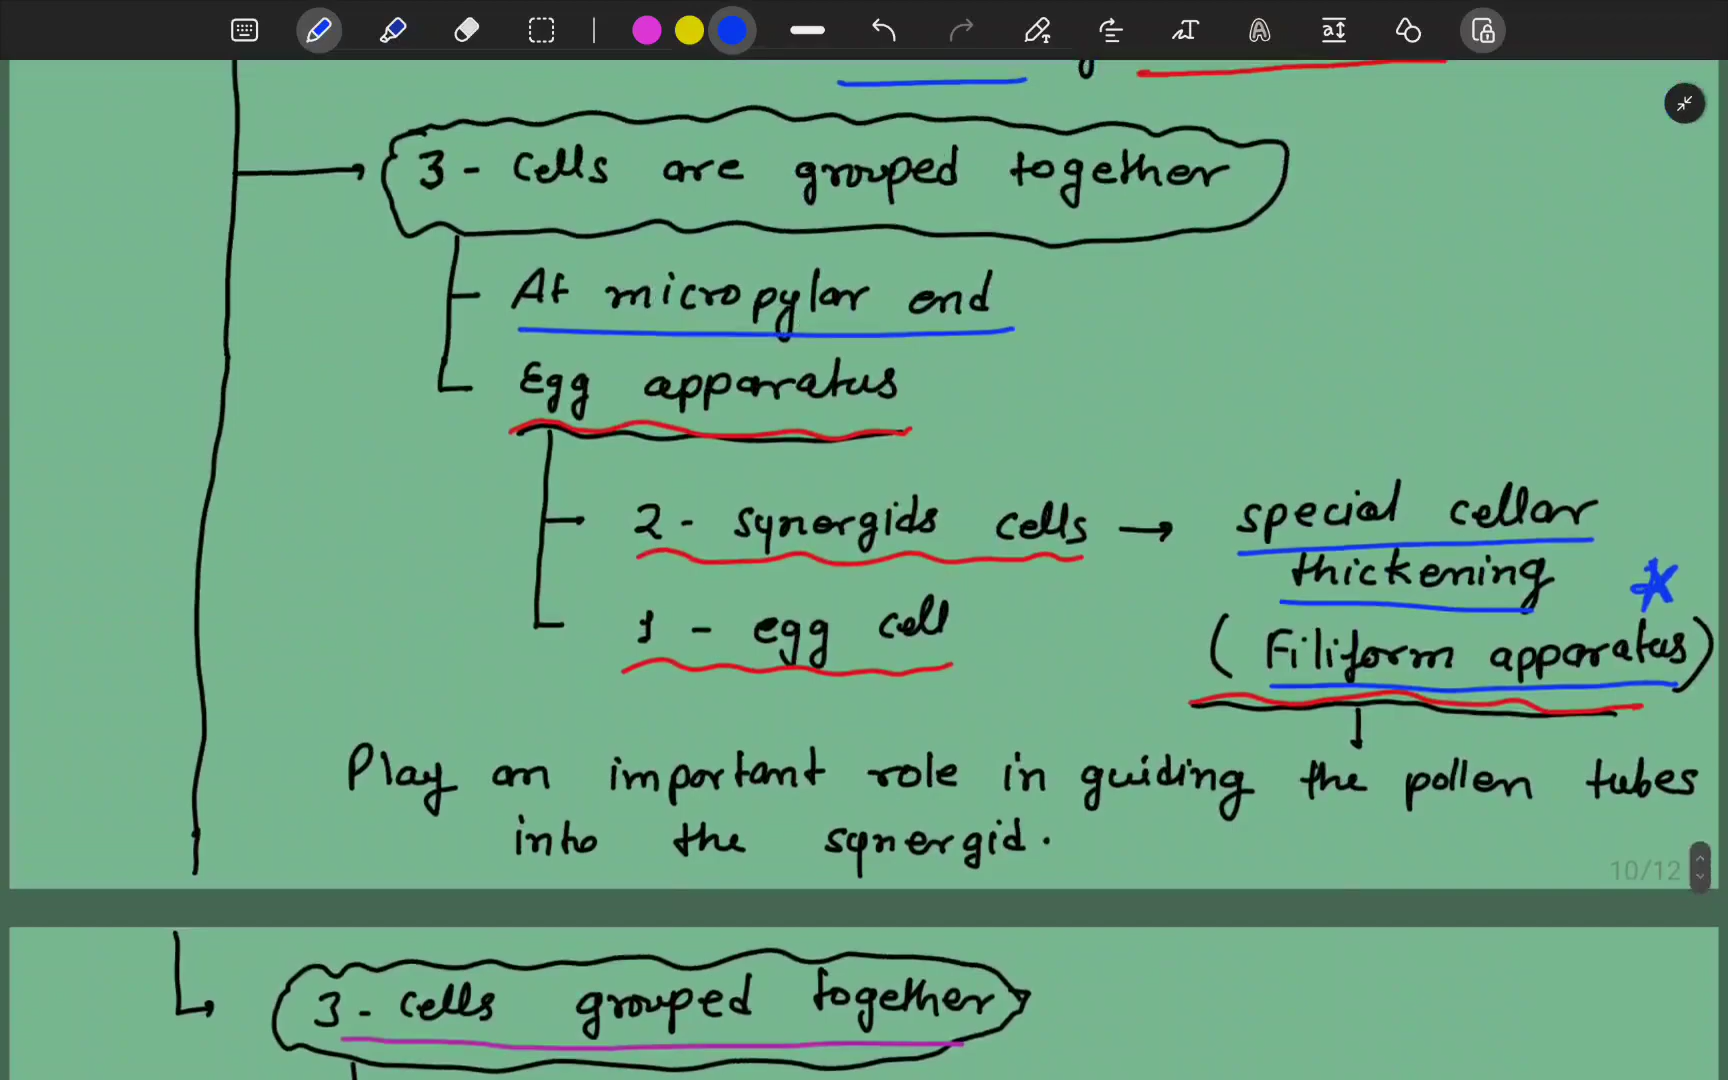 3 - cells are grouped together
At micropylar end
Egg apparatus
2 - synergids cells → special cellar
thickening
1 - egg cell
(Filiform apparatus)
Play an important role in guiding the pollen tubes
into the synergid.
10/12
3 - cells grouped together